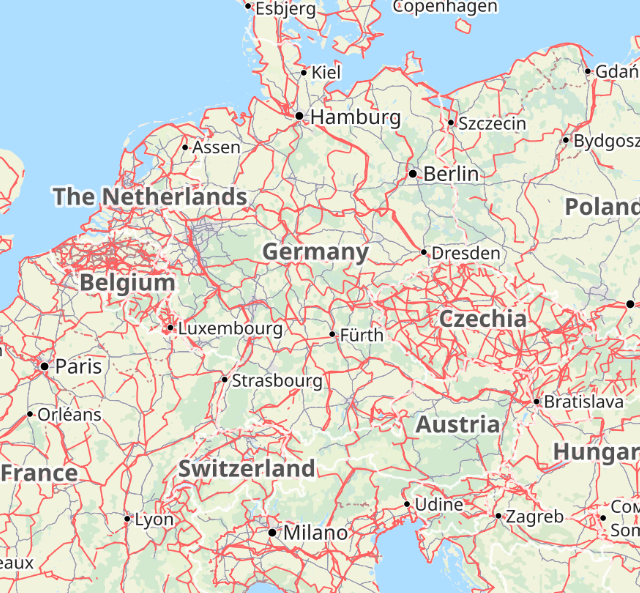 Esbjerg
Copenhagen
Kiel
Gdań
Hamburg
Szczecin
Assen
Bydgosz
Berlin
The Netherlands
Poland
Germany
Dresden
Belgium
Czechia
Luxembourg
Fürth
Paris
Strasbourg
Bratislava
Orléans
Austria
Hungar
France
Switzerland
Udine
Com
Lyon
Milano
Zagreb
Som
eaux